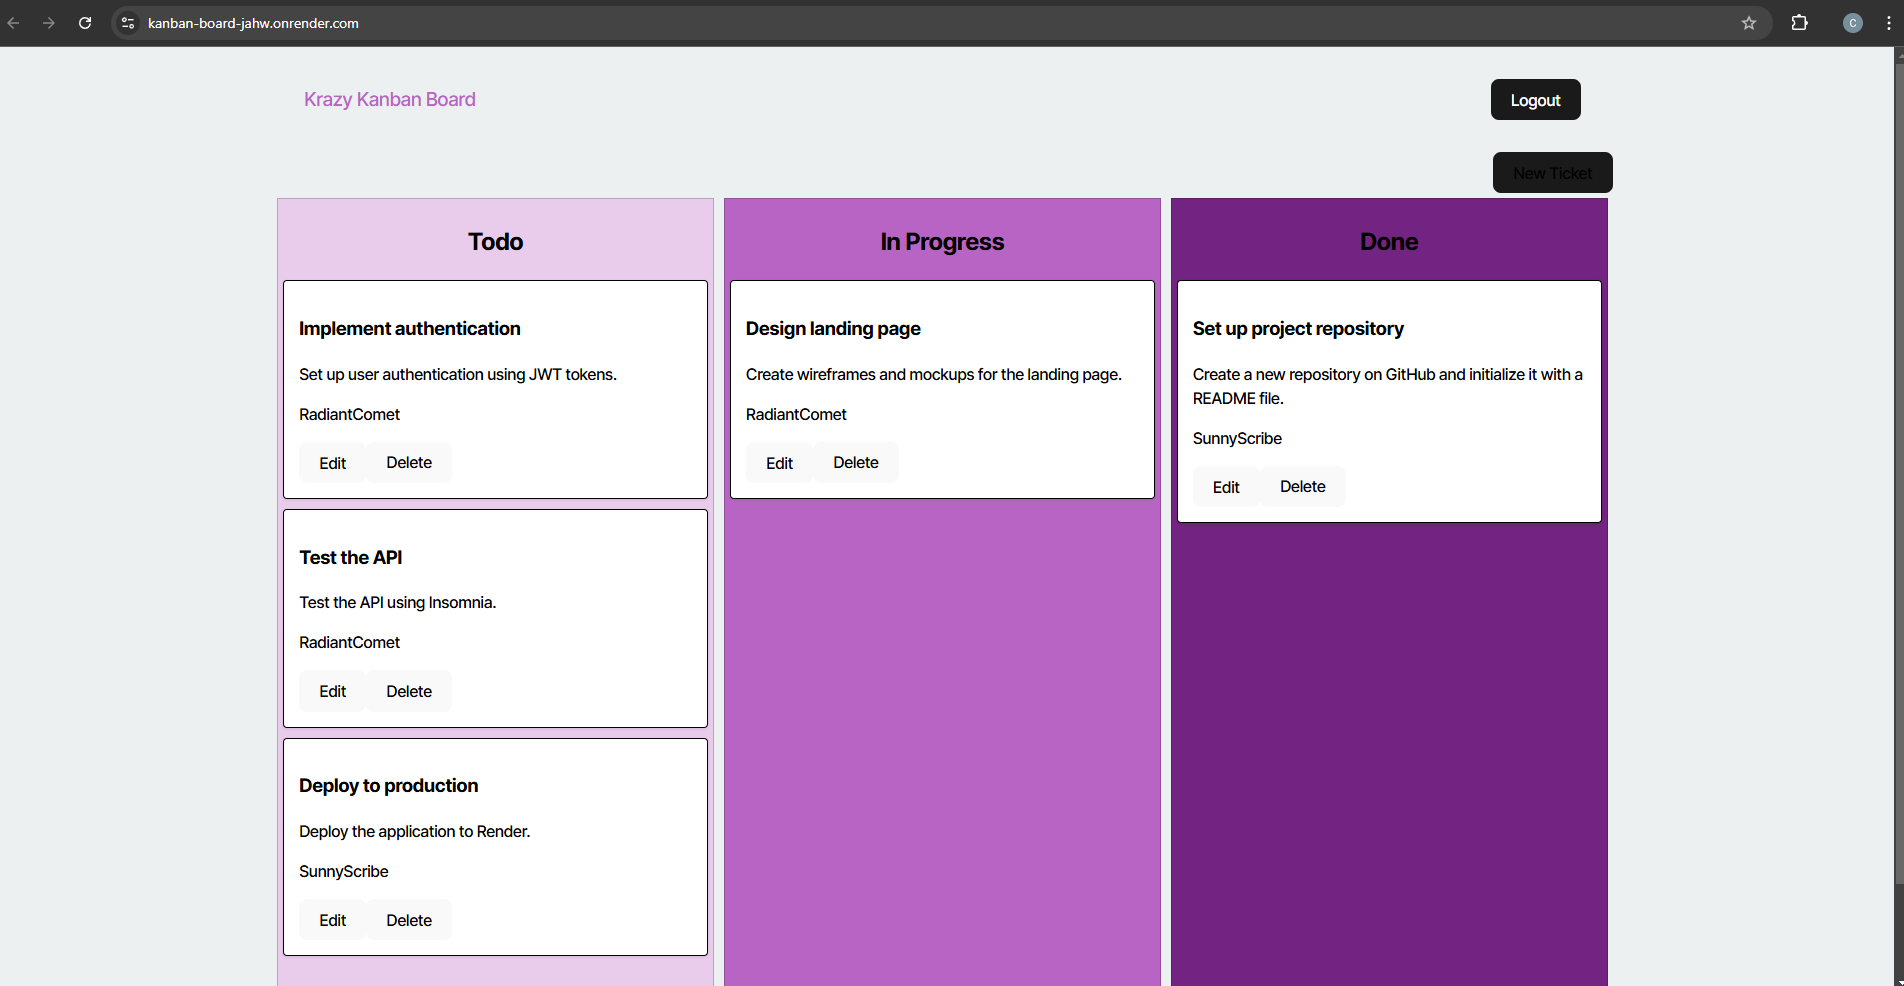 kanban-board-jahw.onrender.com
C
Krazy Kanban Board
Logout
New Ticket
Todo
Implement authentication
Set up user authentication using JWT tokens.
RadiantComet
Edit Delete
Test the API
Test the API using Insomnia.
RadiantComet
Edit Delete
Deploy to production
Deploy the application to Render.
SunnyScribe
Edit Delete
In Progress
Design landing page
Create wireframes and mockups for the landing page.
RadiantComet
Edit Delete
Done
Set up project repository
Create a new repository on GitHub and initialize it with a
README file.
SunnyScribe
Edit Delete